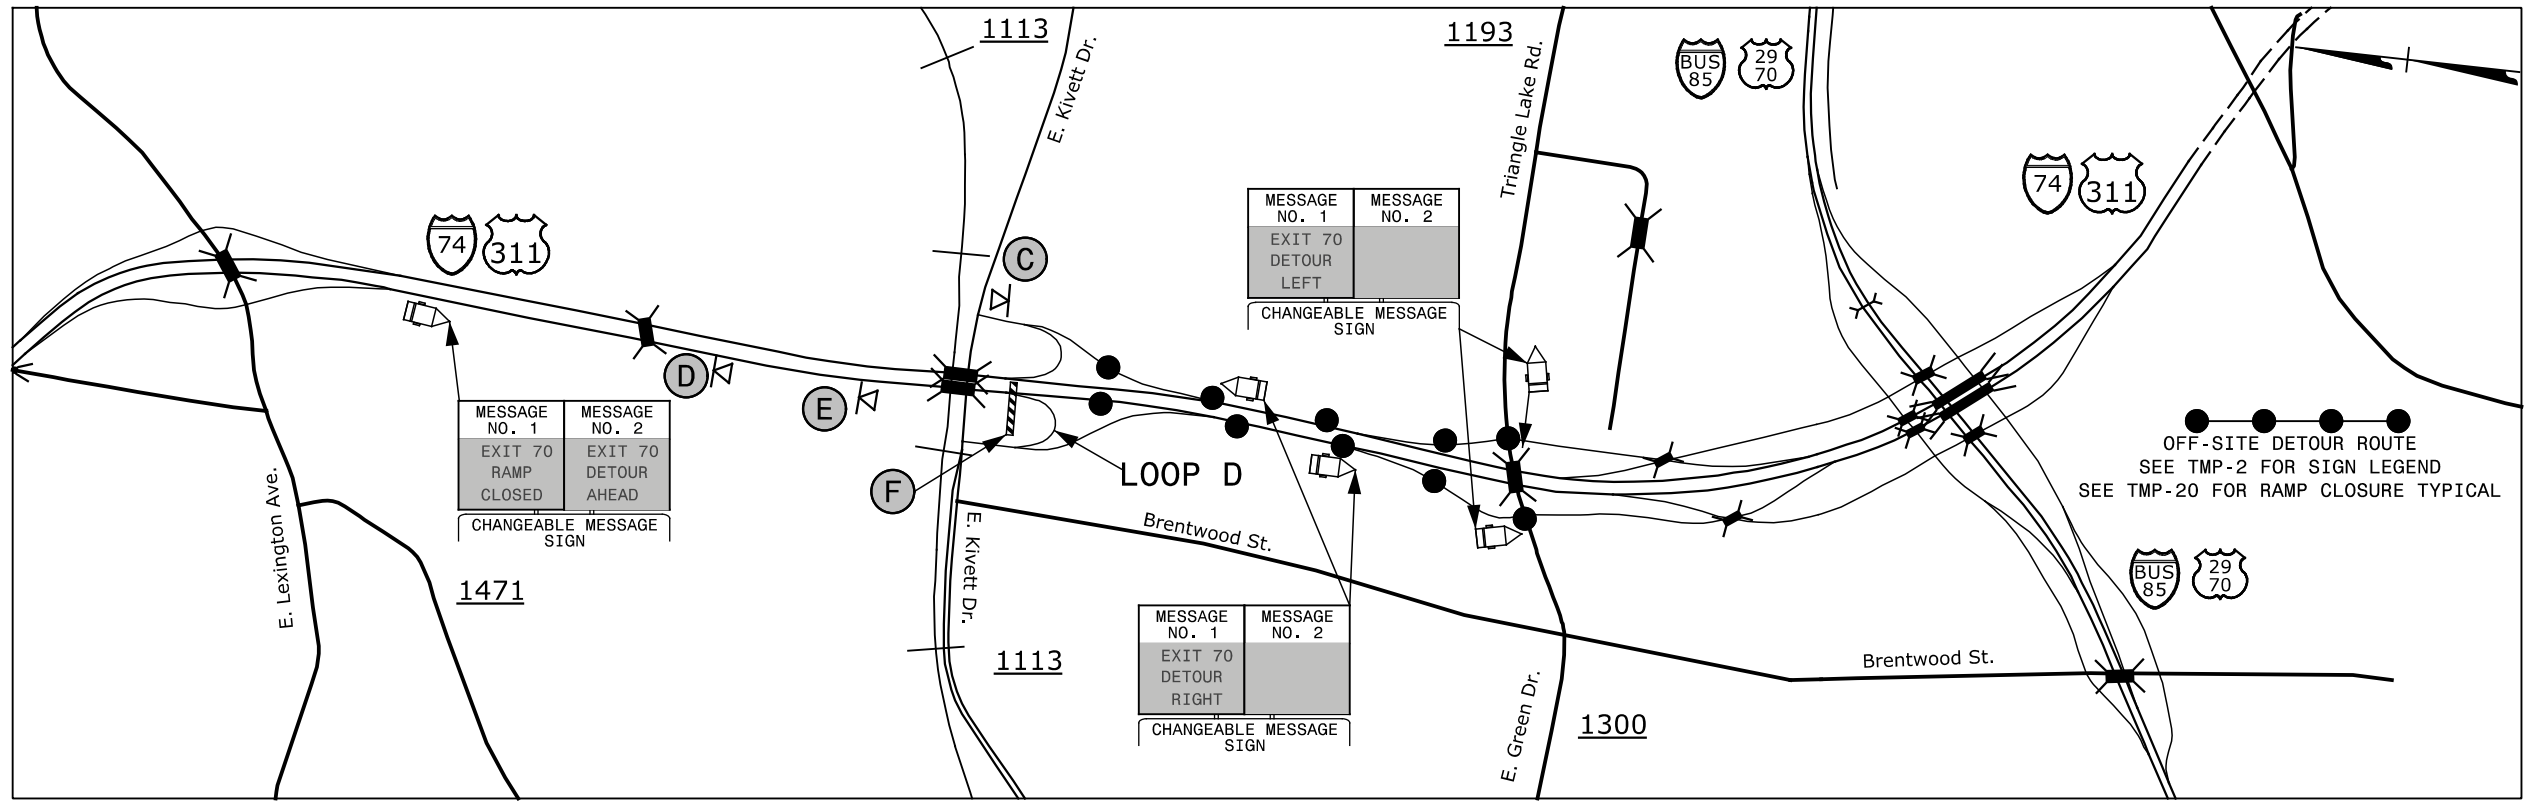 1113
E. Kivett Dr.
1193
Triangle Lake Rd.
BUS
85
29
70
74
311
74
311
C
MESSAGE
NO. 1
MESSAGE
NO. 2
EXIT 70
DETOUR
LEFT
CHANGEABLE MESSAGE
SIGN
D
E
F
MESSAGE
NO. 1
MESSAGE
NO. 2
EXIT 70
RAMP
CLOSED
EXIT 70
DETOUR
AHEAD
CHANGEABLE MESSAGE
SIGN
LOOP D
OFF-SITE DETOUR ROUTE
SEE TMP-2 FOR SIGN LEGEND
SEE TMP-20 FOR RAMP CLOSURE TYPICAL
E. Lexington Ave.
1471
E. Kivett Dr.
Brentwood St.
1113
MESSAGE
NO. 1
MESSAGE
NO. 2
EXIT 70
DETOUR
RIGHT
CHANGEABLE MESSAGE
SIGN
E. Green Dr.
1300
Brentwood St.
BUS
85
29
70